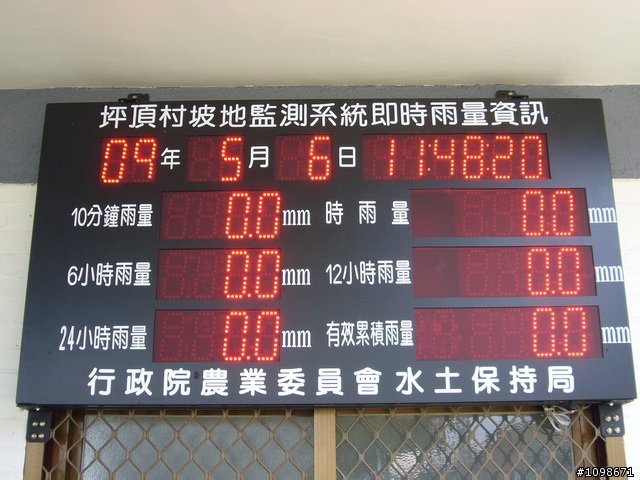 坪頂村坡地監測系統即時雨量資訊
09年 5月 6日 11:48:20
10分鐘雨量 0.0 mm 時雨量 0.0 mm
6小時雨量 0.0 mm 12小時雨量 0.0 mm
24小時雨量 0.0 mm 有效累積雨量 0.0 mm
行政院農業委員會水土保持局
#1098671